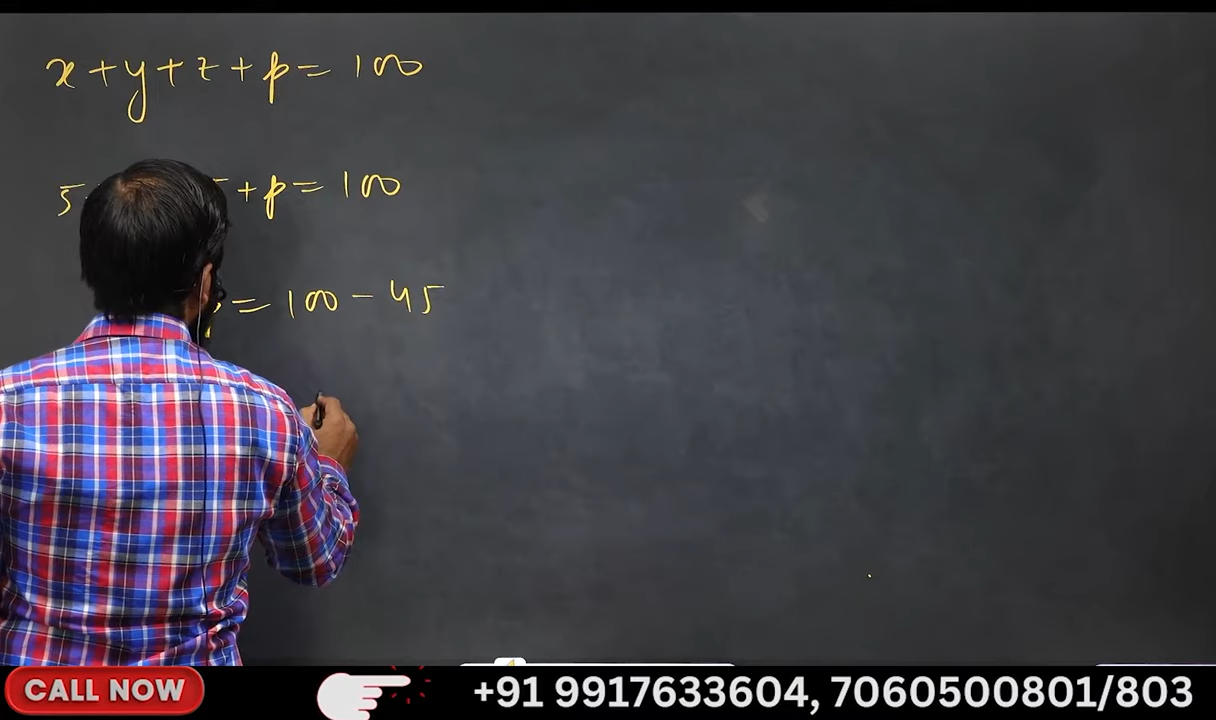 x + y + z + p = 100
5 + p = 100
= 100 - 45
CALL NOW
+91 9917633604, 7060500801/803